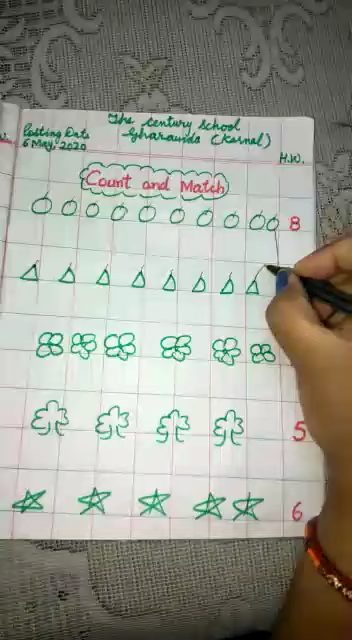 The century school
Posting Date Gharaunda (Karnal)
6 May, 2020
H.W.
Count and Match
8
5
6